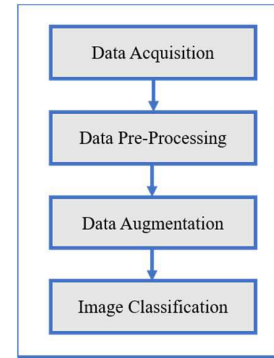 Data Acquisition
Data Pre-Processing
Data Augmentation
Image Classification